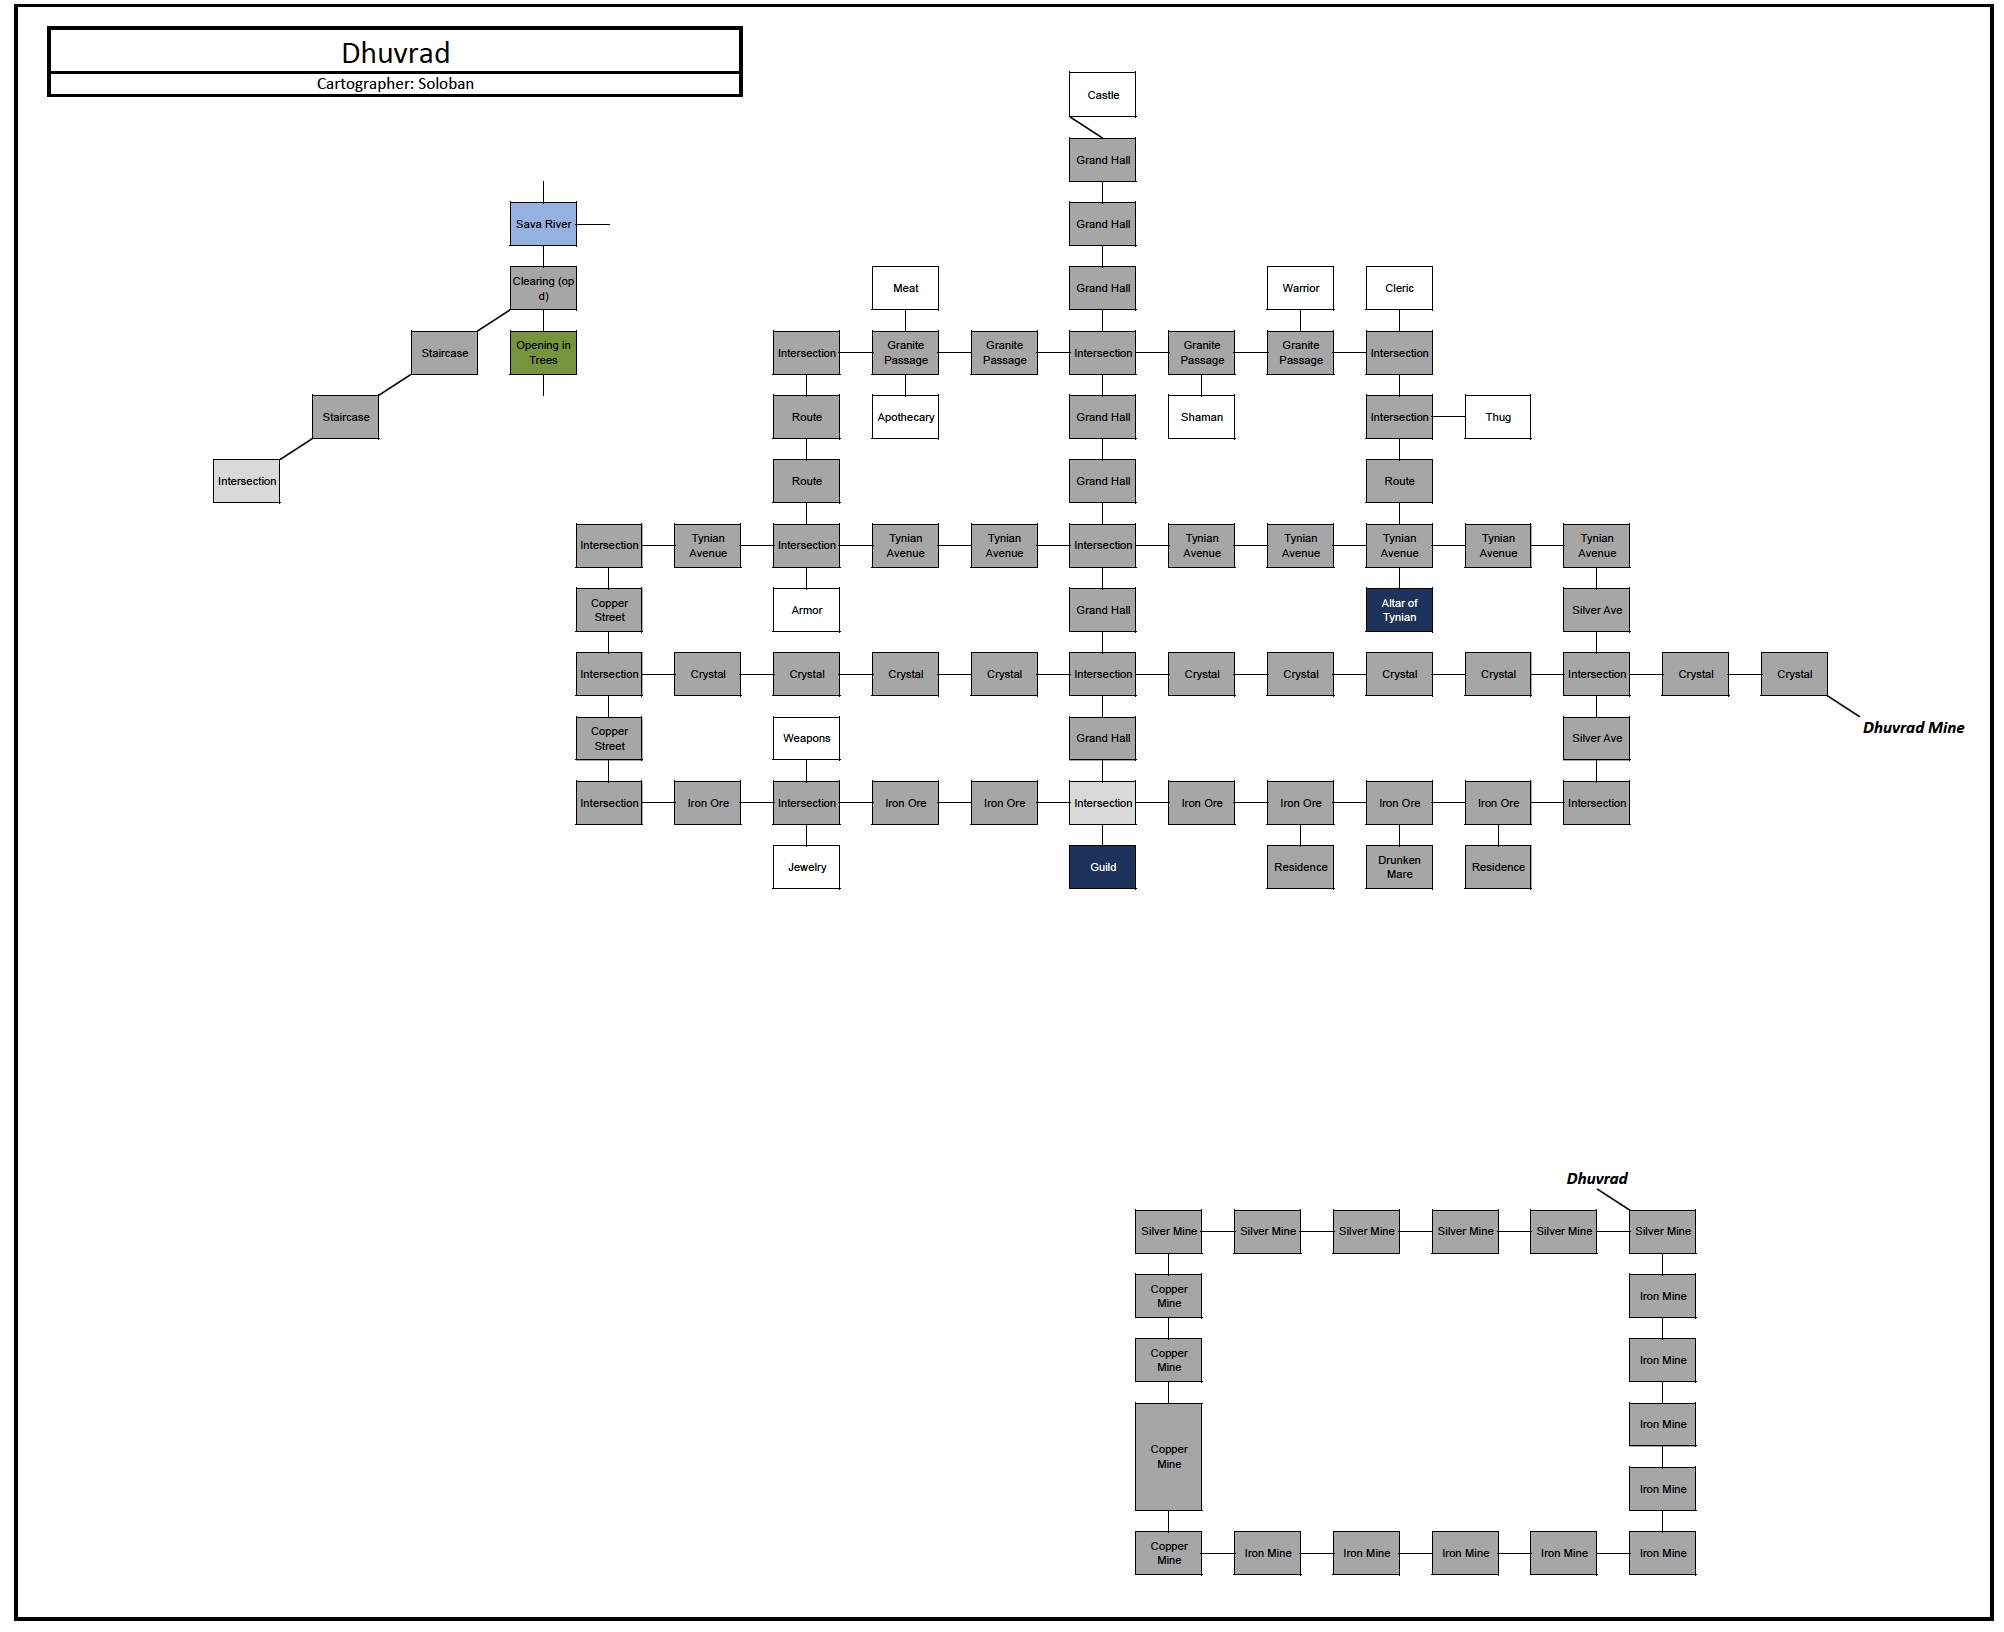 Dhuvrad
Cartographer: Soloban
Castle
Grand Hall
Sava River
Grand Hall
Clearing (op
d)
Meat
Grand Hall
Warrior
Cleric
Staircase
Opening in
Trees
Intersection
Granite
Passage
Granite
Passage
Intersection
Granite
Passage
Granite
Passage
Intersection
Staircase
Route
Apothecary
Grand Hall
Shaman
Intersection
Thug
Intersection
Route
Grand Hall
Route
Intersection
Tynian
Avenue
Intersection
Tynian
Avenue
Tynian
Avenue
Intersection
Tynian
Avenue
Tynian
Avenue
Tynian
Avenue
Tynian
Avenue
Tynian
Avenue
Copper
Street
Armor
Grand Hall
Altar of
Tynian
Silver Ave
Intersection
Crystal
Crystal
Crystal
Crystal
Intersection
Crystal
Crystal
Crystal
Crystal
Intersection
Crystal
Crystal
Dhuvrad Mine
Copper
Street
Weapons
Grand Hall
Silver Ave
Intersection
Iron Ore
Intersection
Iron Ore
Iron Ore
Intersection
Iron Ore
Iron Ore
Iron Ore
Iron Ore
Intersection
Jewelry
Guild
Residence
Drunken
Mare
Residence
Dhuvrad
Silver Mine
Silver Mine
Silver Mine
Silver Mine
Silver Mine
Silver Mine
Copper
Mine
Iron Mine
Copper
Mine
Iron Mine
Copper
Mine
Iron Mine
Iron Mine
Copper
Mine
Iron Mine
Iron Mine
Iron Mine
Iron Mine
Iron Mine